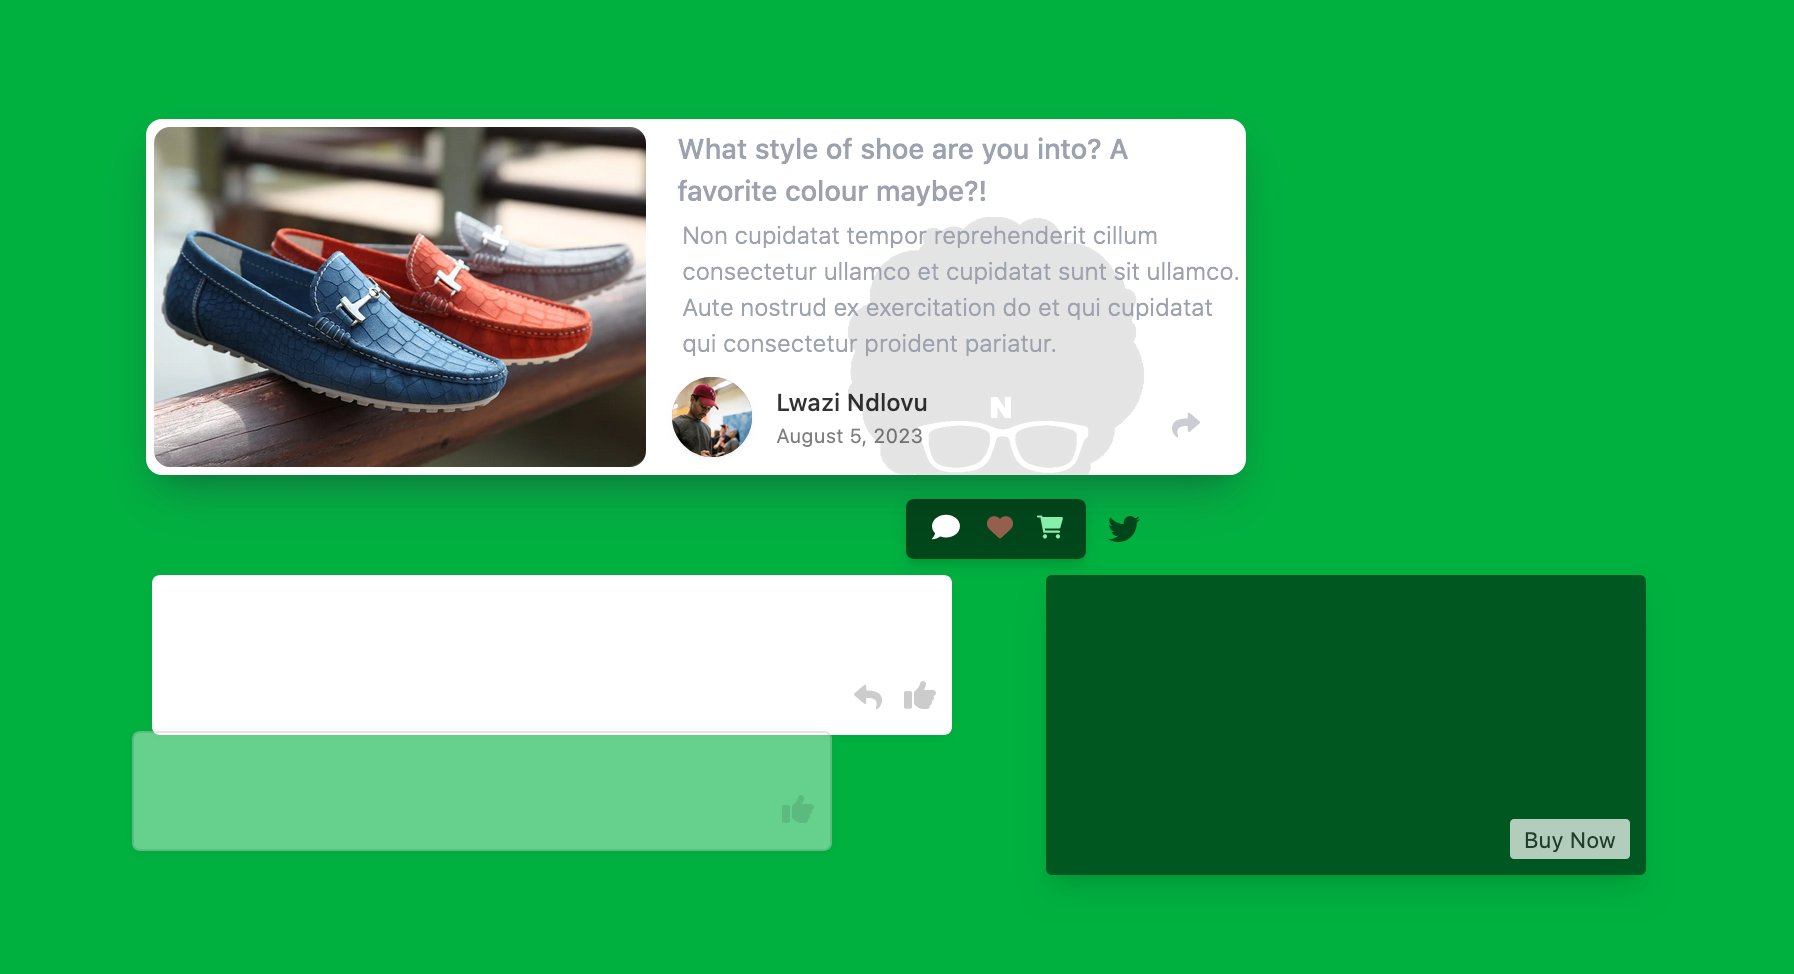 What style of shoe are you into? A
favorite colour maybe?!
Non cupidatat tempor reprehenderit cillum
consectetur ullamco et cupidatat sunt sit ullamco.
Aute nostrud ex exercitation do et qui cupidatat
qui consectetur proident pariatur.
Lwazi Ndlovu
August 5, 2023
N
Buy Now